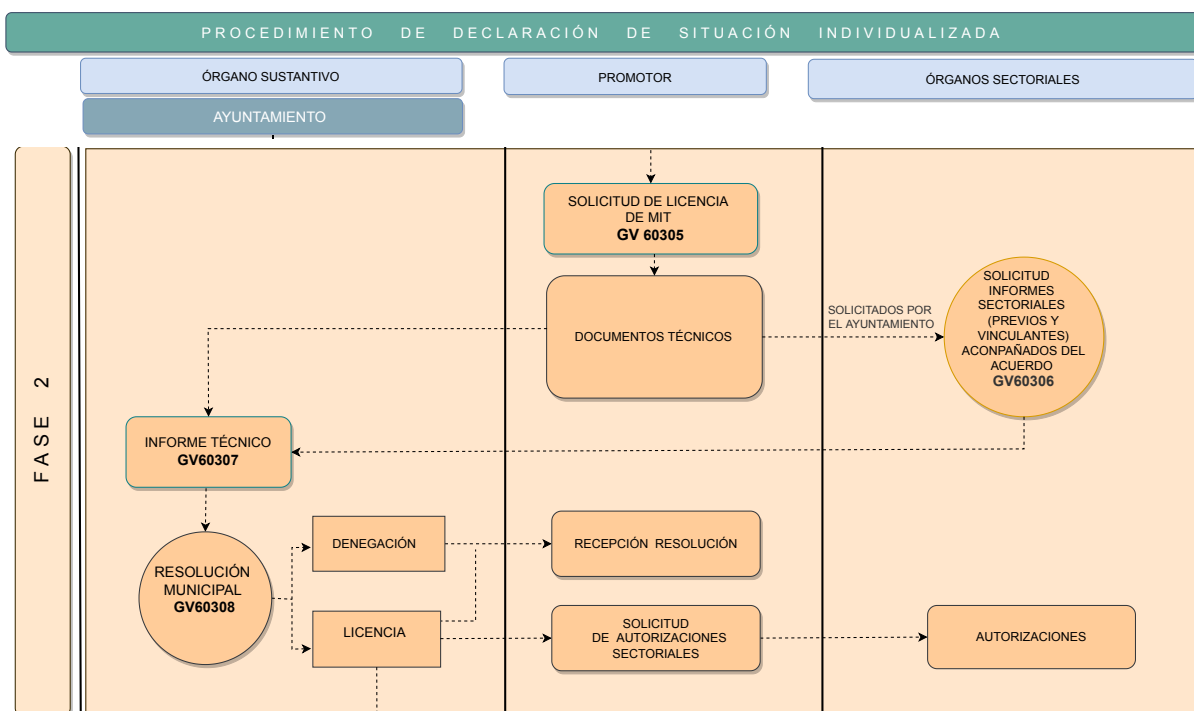 PROCEDIMIENTO DE DECLARACIÓN DE SITUACIÓN INDIVIDUALIZADA
ÓRGANO SUSTANTIVO
PROMOTOR
ÓRGANOS SECTORIALES
AYUNTAMIENTO
FASE 2
SOLICITUD DE LICENCIA
DE MIT
GV 60305
DOCUMENTOS TÉCNICOS
SOLICITADOS POR
EL AYUNTAMIENTO
SOLICITUD
INFORMES
SECTORIALES
(PREVIOS Y
VINCULANTES)
ACONPAÑADOS DEL
ACUERDO
GV60306
INFORME TÉCNICO
GV60307
RESOLUCIÓN
MUNICIPAL
GV60308
DENEGACIÓN
RECEPCIÓN RESOLUCIÓN
LICENCIA
SOLICITUD
DE AUTORIZACIONES
SECTORIALES
AUTORIZACIONES